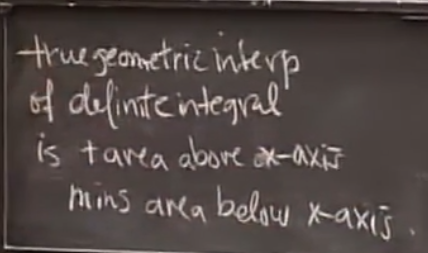 true geometric interp
of definite integral
is + area above x-axis
mins area below x-axis.